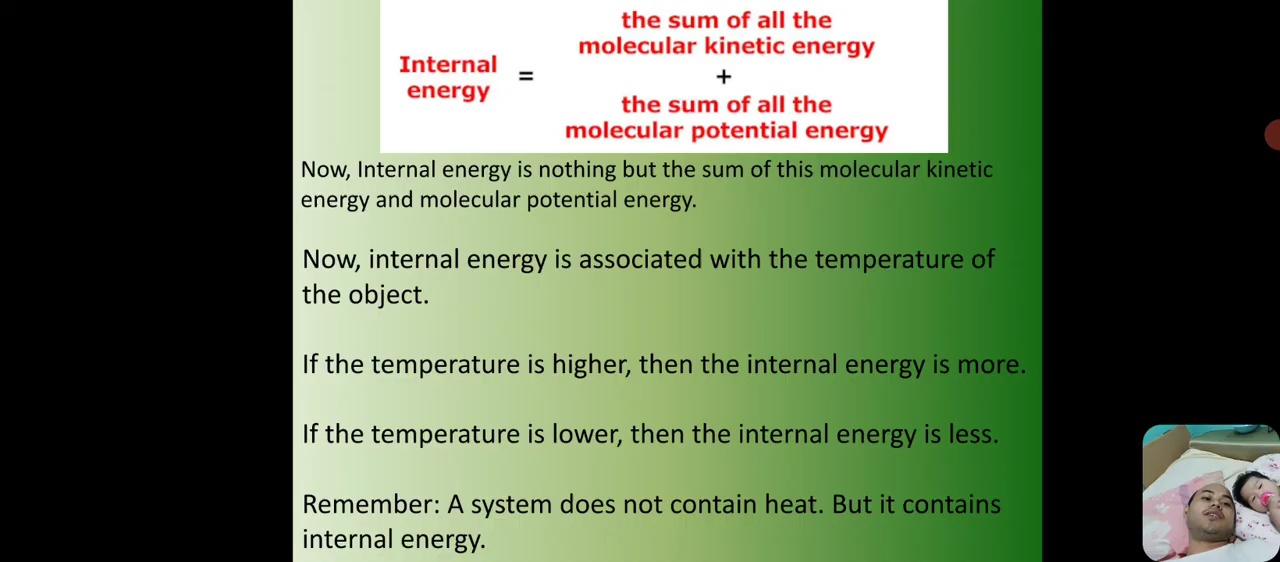 the sum of all the
molecular kinetic energy
Internal
energy
=
+
the sum of all the
molecular potential energy
Now, Internal energy is nothing but the sum of this molecular kinetic
energy and molecular potential energy.
Now, internal energy is associated with the temperature of
the object.
If the temperature is higher, then the internal energy is more.
If the temperature is lower, then the internal energy is less.
Remember: A system does not contain heat. But it contains
internal energy.